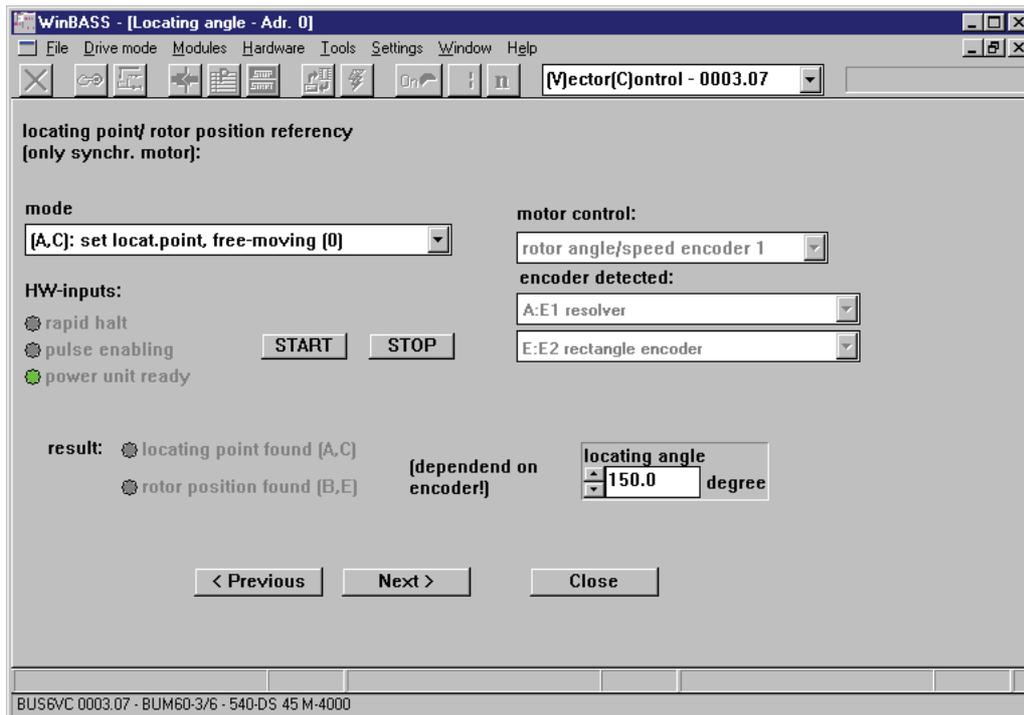 WinBASS - [Locating angle - Adr. 0]
File Drive mode Modules Hardware Tools Settings Window Help
STOP
START
On
n
(V)ector(C)ontrol - 0003.07
locating point/ rotor position referency
(only synchr. motor):
mode
(A,C): set locat.point, free-moving (0)
motor control:
rotor angle/speed encoder 1
encoder detected:
A:E1 resolver
E:E2 rectangle encoder
HW-inputs:
rapid halt
pulse enabling
power unit ready
START
STOP
result:
locating point found (A,C)
rotor position found (B,E)
(dependend on
encoder!)
locating angle
150.0
degree
< Previous
Next >
Close
BUS6VC 0003.07 - BUM60-3/6 - 540-DS 45 M-4000